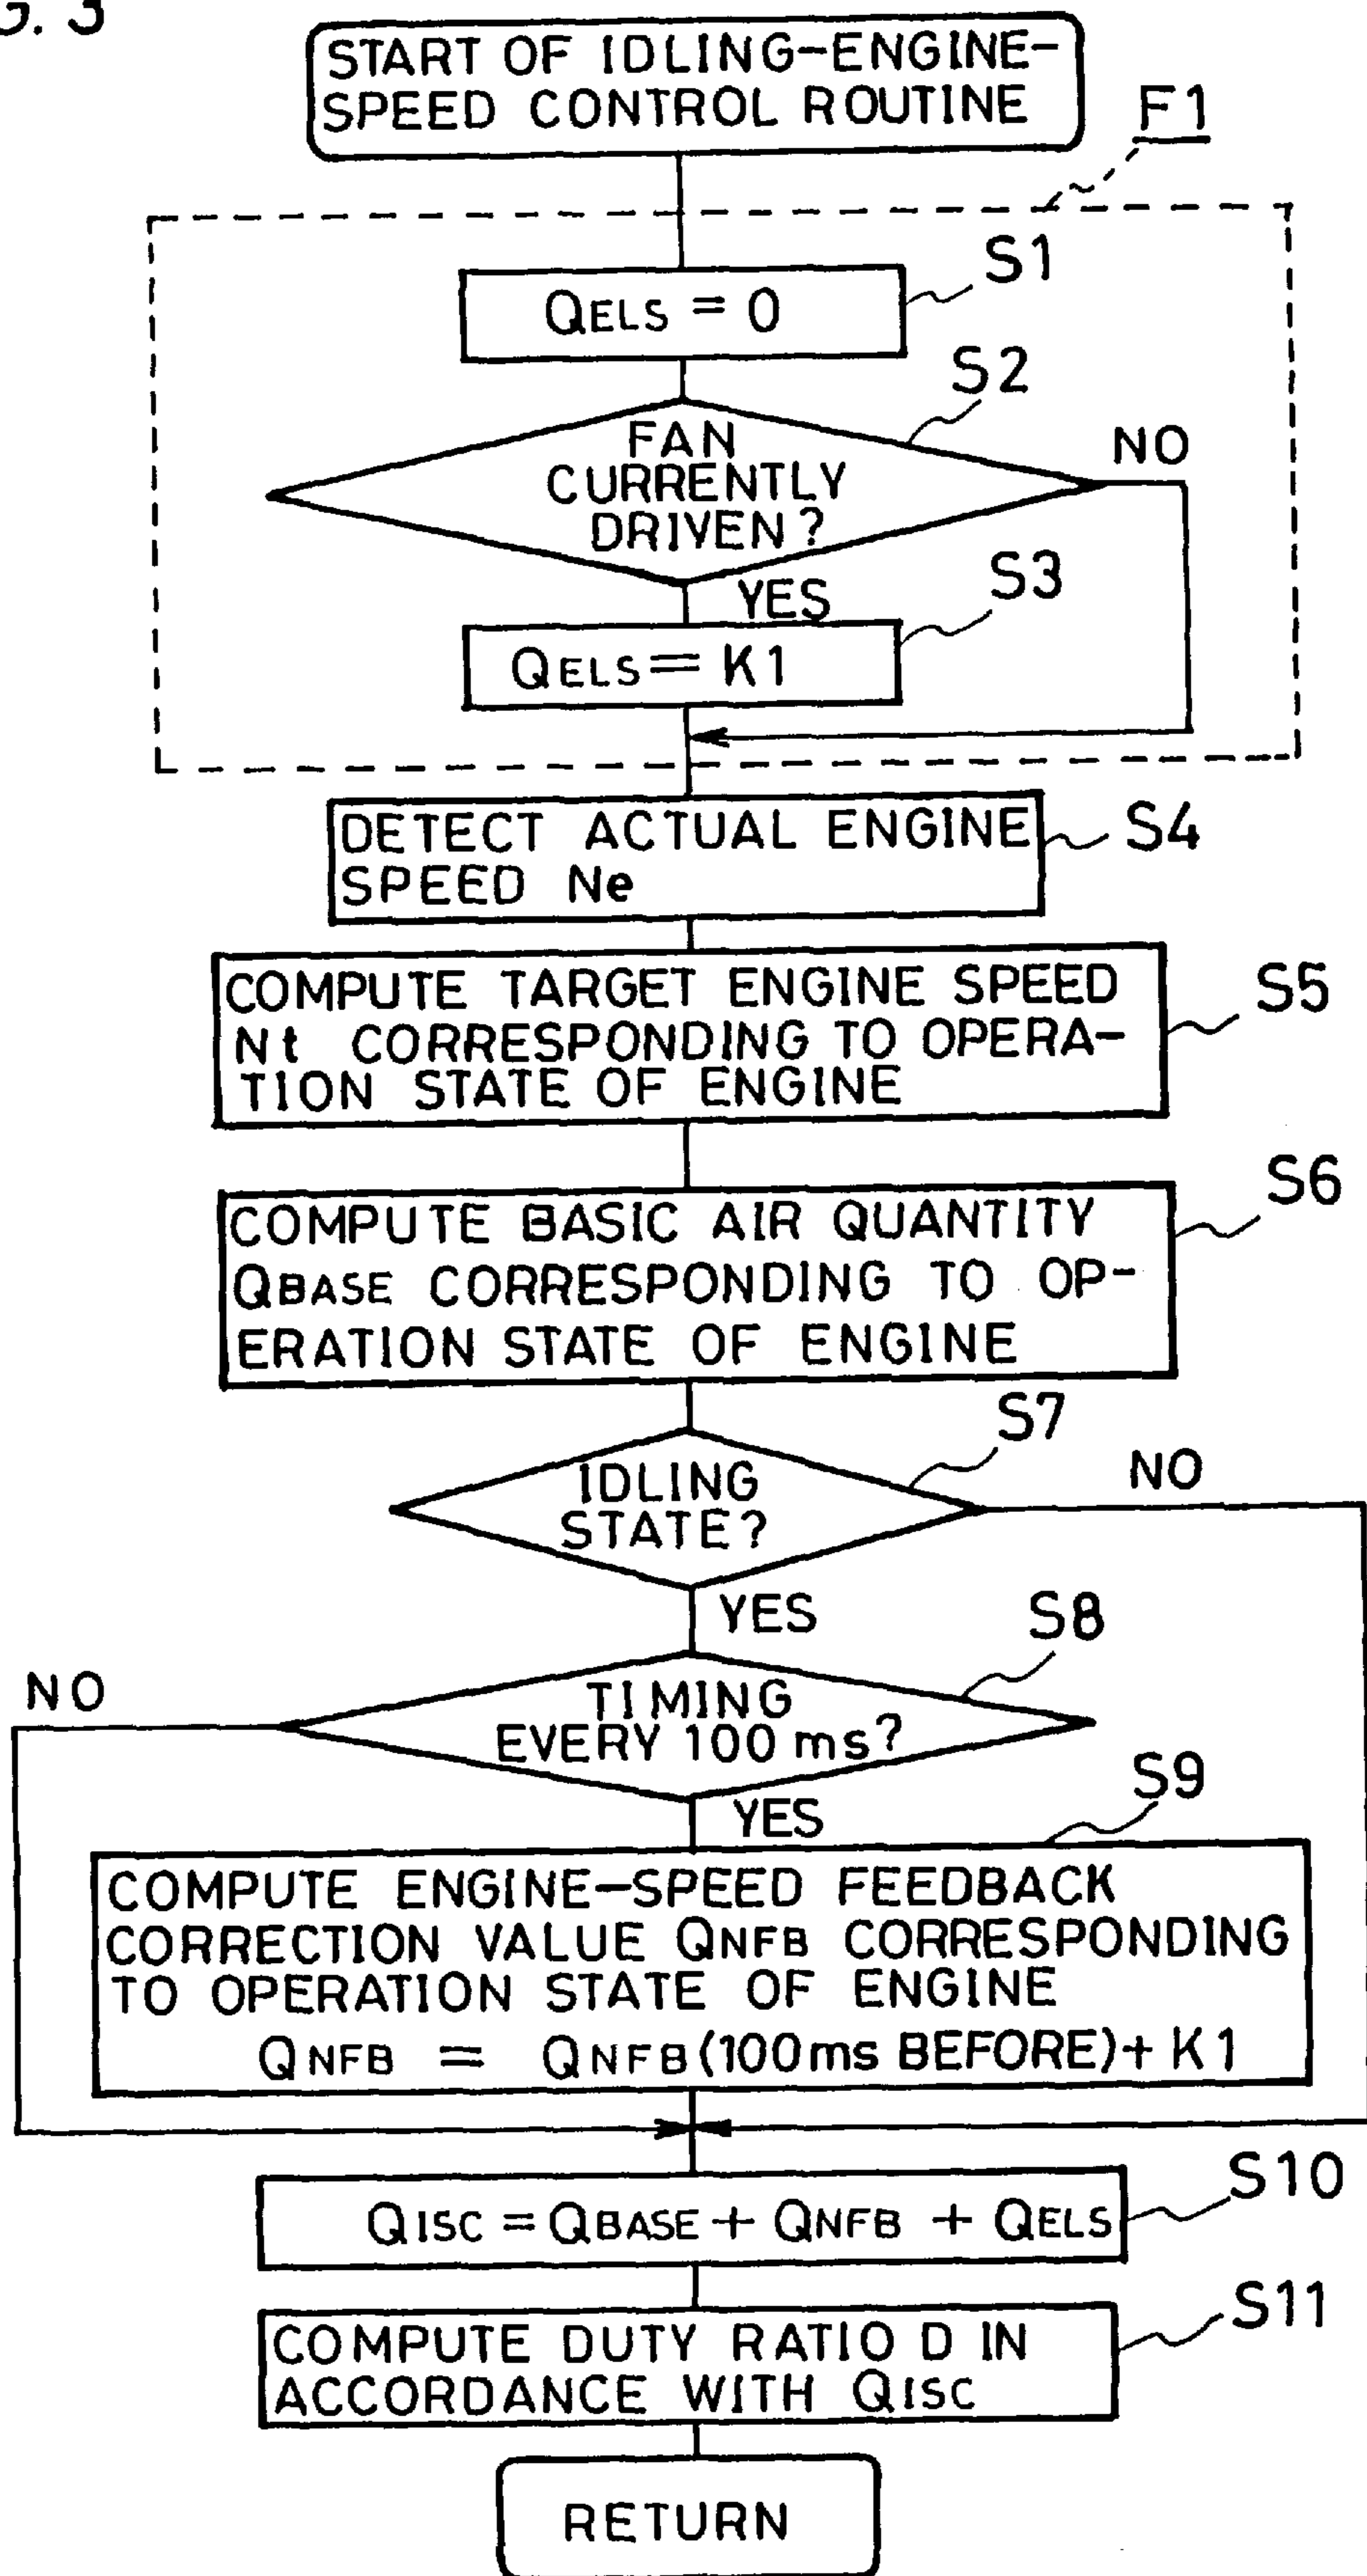 G. 3
START OF IDLING-ENGINE-
SPEED CONTROL ROUTINE
F1
S1
QELS = 0
S2
FAN
CURRENTLY
DRIVEN?
NO
YES
S3
QELS = K1
DETECT ACTUAL ENGINE
SPEED Ne
S4
COMPUTE TARGET ENGINE SPEED
Nt CORRESPONDING TO OPERA-
TION STATE OF ENGINE
S5
COMPUTE BASIC AIR QUANTITY
QBASE CORRESPONDING TO OP-
ERATION STATE OF ENGINE
S6
S7
IDLING
STATE?
NO
YES
S8
NO
TIMING
EVERY 100 ms?
YES
S9
COMPUTE ENGINE-SPEED FEEDBACK
CORRECTION VALUE QNFB CORRESPONDING
TO OPERATION STATE OF ENGINE
QNFB = QNFB (100ms BEFORE) + K1
QISC = QBASE + QNFB + QELS
S10
COMPUTE DUTY RATIO D IN
ACCORDANCE WITH QISC
S11
RETURN